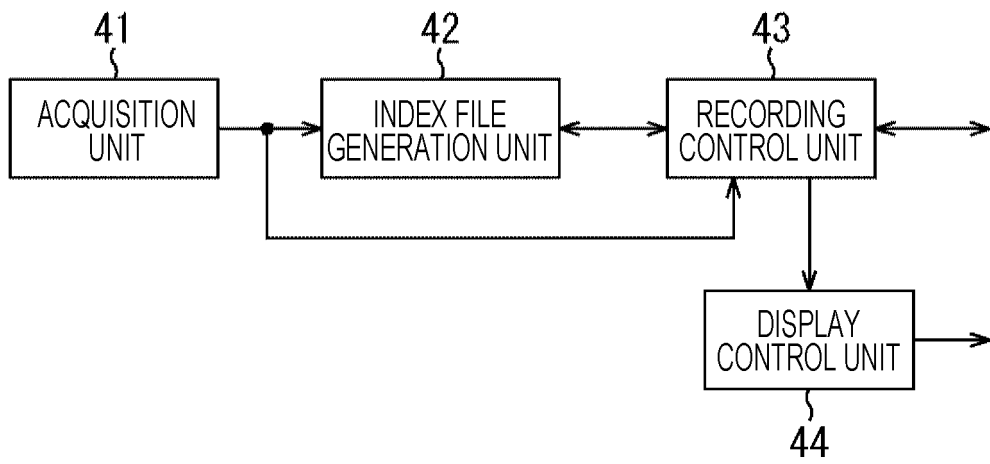 41
42
43
ACQUISITION
UNIT
INDEX FILE
GENERATION UNIT
RECORDING
CONTROL UNIT
DISPLAY
CONTROL UNIT
44